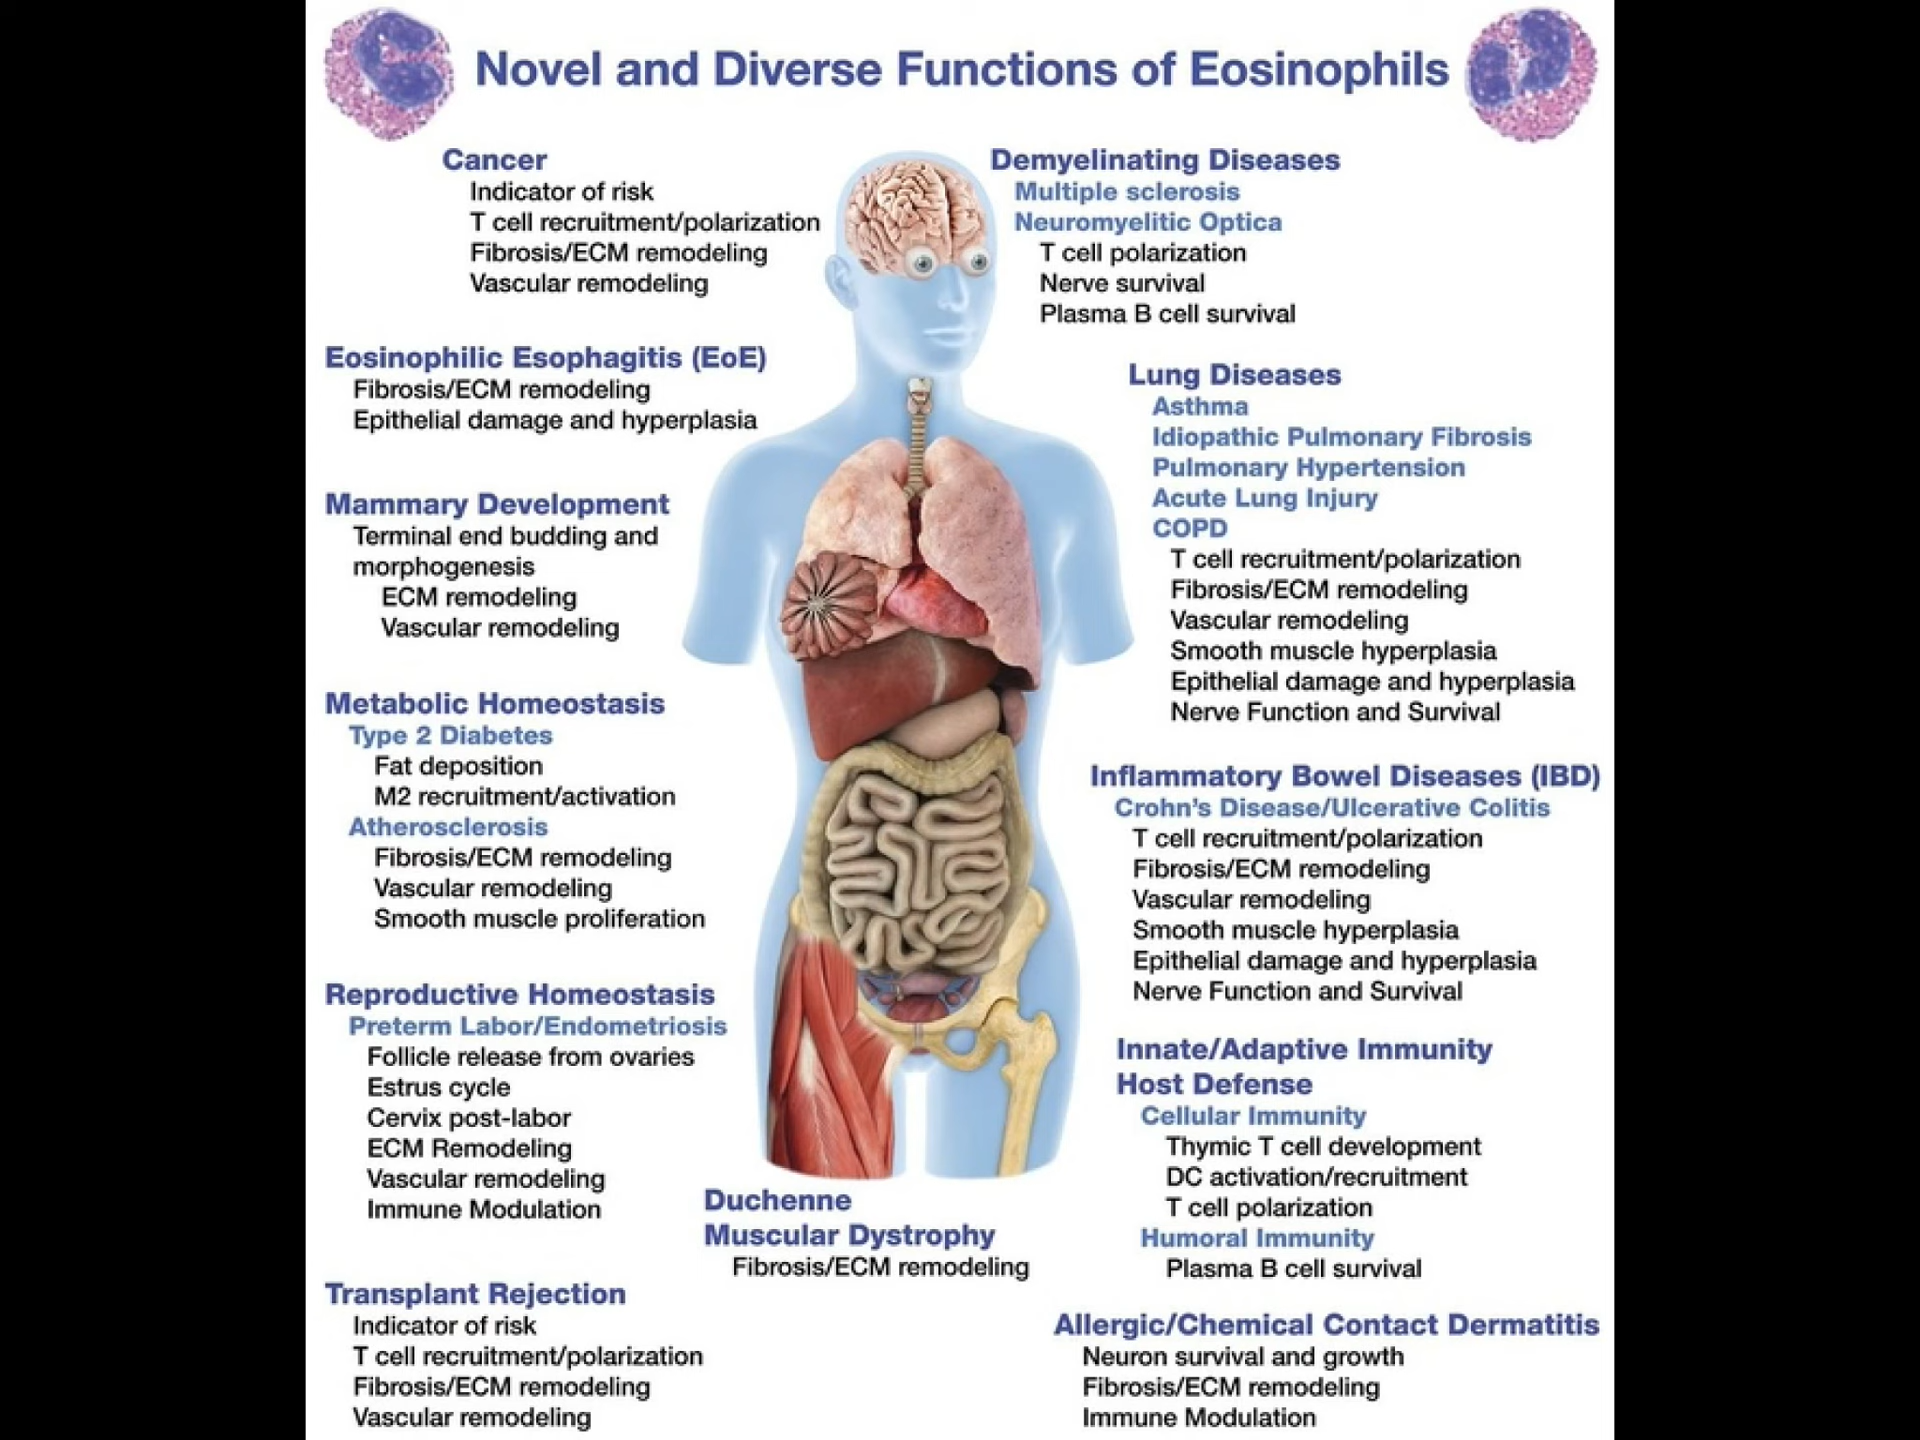 Novel and Diverse Functions of Eosinophils
Cancer
Indicator of risk
T cell recruitment/polarization
Fibrosis/ECM remodeling
Vascular remodeling
Eosinophilic Esophagitis (EoE)
Fibrosis/ECM remodeling
Epithelial damage and hyperplasia
Mammary Development
Terminal end budding and
morphogenesis
ECM remodeling
Vascular remodeling
Metabolic Homeostasis
Type 2 Diabetes
Fat deposition
M2 recruitment/activation
Atherosclerosis
Fibrosis/ECM remodeling
Vascular remodeling
Smooth muscle proliferation
Reproductive Homeostasis
Preterm Labor/Endometriosis
Follicle release from ovaries
Estrus cycle
Cervix post-labor
ECM Remodeling
Vascular remodeling
Immune Modulation
Transplant Rejection
Indicator of risk
T cell recruitment/polarization
Fibrosis/ECM remodeling
Vascular remodeling
Duchenne
Muscular Dystrophy
Fibrosis/ECM remodeling
Demyelinating Diseases
Multiple sclerosis
Neuromyelitic Optica
T cell polarization
Nerve survival
Plasma B cell survival
Lung Diseases
Asthma
Idiopathic Pulmonary Fibrosis
Pulmonary Hypertension
Acute Lung Injury
COPD
T cell recruitment/polarization
Fibrosis/ECM remodeling
Vascular remodeling
Smooth muscle hyperplasia
Epithelial damage and hyperplasia
Nerve Function and Survival
Inflammatory Bowel Diseases (IBD)
Crohn's Disease/Ulcerative Colitis
T cell recruitment/polarization
Fibrosis/ECM remodeling
Vascular remodeling
Smooth muscle hyperplasia
Epithelial damage and hyperplasia
Nerve Function and Survival
Innate/Adaptive Immunity
Host Defense
Cellular Immunity
Thymic T cell development
DC activation/recruitment
T cell polarization
Humoral Immunity
Plasma B cell survival
Allergic/Chemical Contact Dermatitis
Neuron survival and growth
Fibrosis/ECM remodeling
Immune Modulation